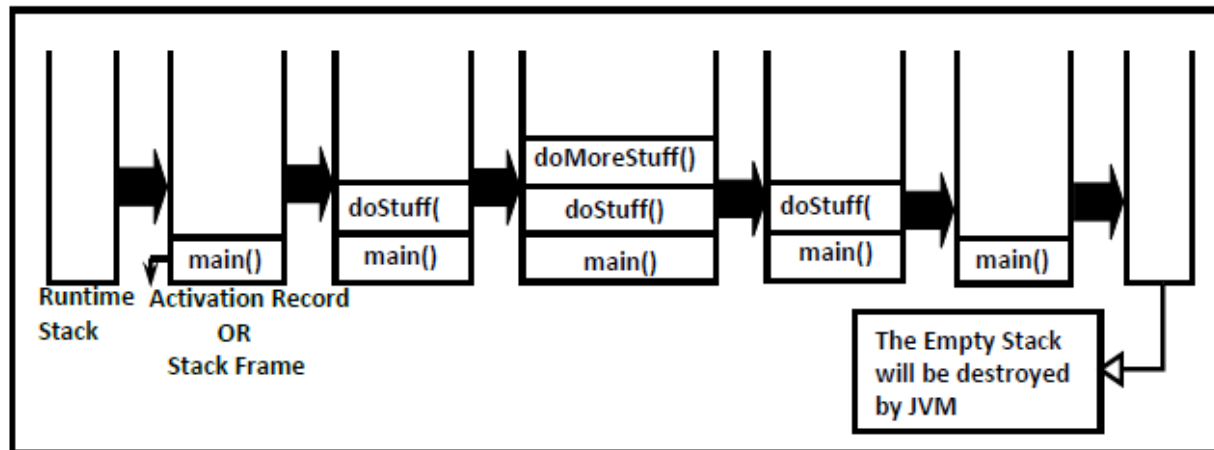 doMoreStuff()
doStuff(
doStuff()
doStuff(
main()
main()
main()
main()
main()
Runtime
Stack
Activation Record
OR
Stack Frame
The Empty Stack
will be destroyed
by JVM